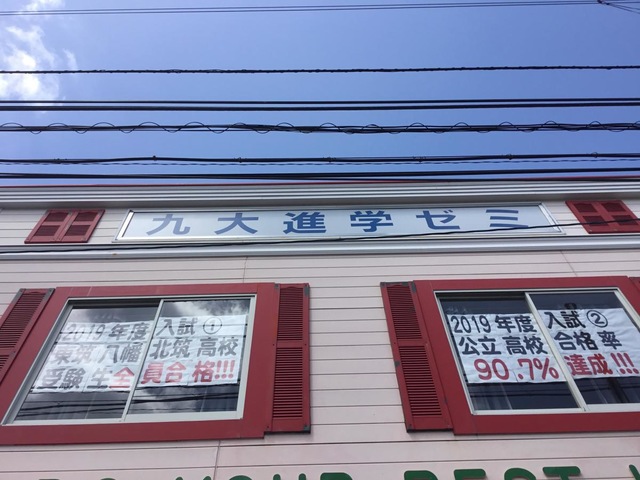 九大進学ゼミ
2019年度入試①
東筑八幡北筑高校
受験生全員合格!!!
2019年度入試②
公立高校合格率
90.7%達成!!!
YOUR BEST